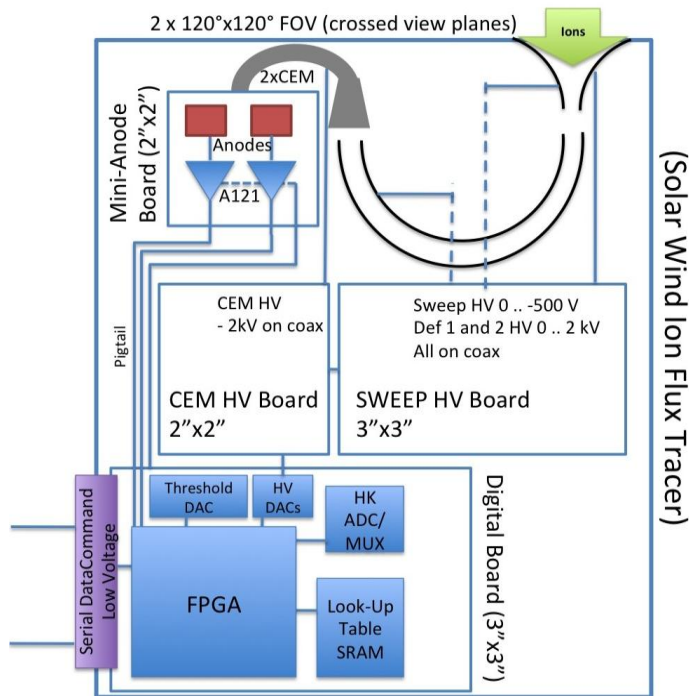 2 x 120°x120° FOV (crossed view planes)
Ions
2xCEM
Mini-Anode
Board (2”x2”)
Anodes
A121
(Solar Wind Ion Flux Tracer)
Pigtail
CEM HV
- 2kV on coax
CEM HV Board
2”x2”
Sweep HV 0 .. -500 V
Def 1 and 2 HV 0 .. 2 kV
All on coax
SWEEP HV Board
3”x3”
Serial DataCommand
Low Voltage
Threshold
DAC
HV
DACs
HK
ADC/
MUX
FPGA
Look-Up
Table
SRAM
Digital Board (3”x3”)